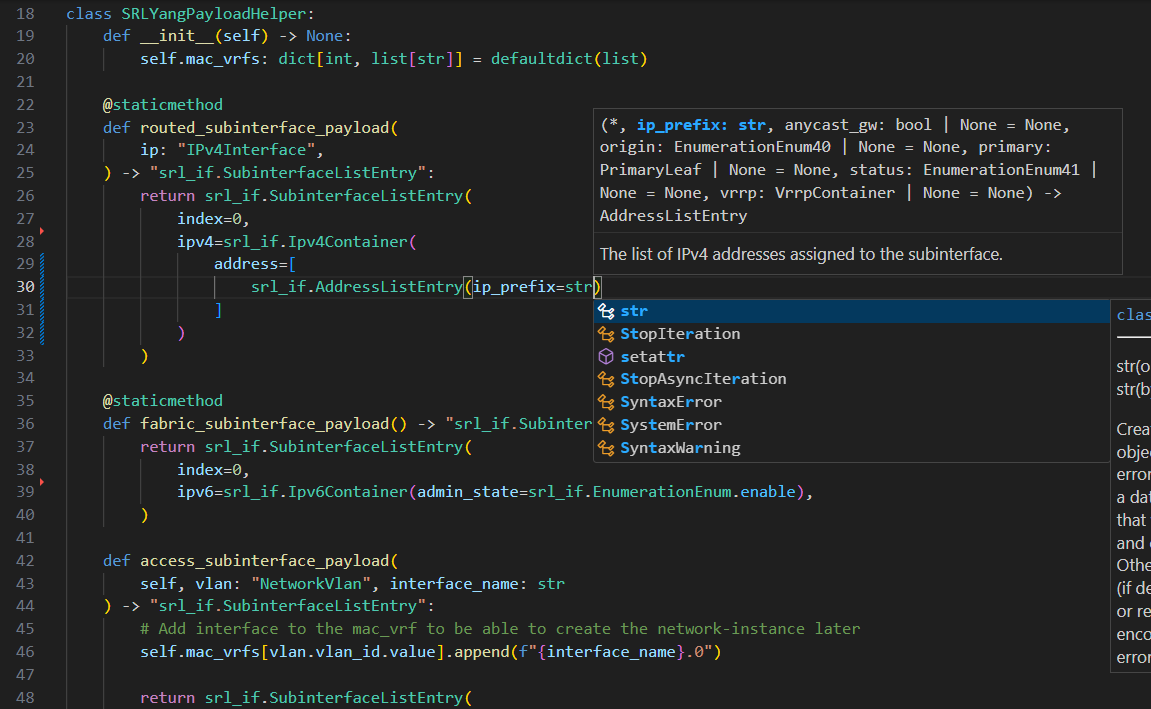 18 class SRLYangPayloadHelper:
19 def __init__(self) -> None:
20 self.mac_vrfs: dict[int, list[str]] = defaultdict(list)
21
22 @staticmethod
23 def routed_subinterface_payload(
24 ip: "IPv4Interface",
25 ) -> "srl_if.SubinterfaceListEntry":
26 return srl_if.SubinterfaceListEntry(
27 index=0,
28 ipv4=srl_if.Ipv4Container(
29 address=[
30 srl_if.AddressListEntry(ip_prefix=str)
31 ]
32 )
33 )
34
35 @staticmethod
36 def fabric_subinterface_payload() -> "srl_if.Subinter
37 return srl_if.SubinterfaceListEntry(
38 index=0,
39 ipv6=srl_if.Ipv6Container(admin_state=srl_if.EnumerationEnum.enable),
40 )
41
42 def access_subinterface_payload(
43 self, vlan: "NetworkVlan", interface_name: str
44 ) -> "srl_if.SubinterfaceListEntry":
45 # Add interface to the mac_vrf to be able to create the network-instance later
46 self.mac_vrfs[vlan.vlan_id.value].append(f"{interface_name}.0")
47
48 return srl_if.SubinterfaceListEntry(
(*, ip_prefix: str, anycast_gw: bool | None = None,
origin: EnumerationEnum40 | None = None, primary:
PrimaryLeaf | None = None, status: EnumerationEnum41 |
None = None, vrrp: VrrpContainer | None = None) ->
AddressListEntry
The list of IPv4 addresses assigned to the subinterface.
str
StopIteration
setattr
StopAsyncIteration
SyntaxError
SystemError
SyntaxWarning
clas
str(o
str(b
Crea
obje
error
a dat
that
and
Othe
(if de
or re
enco
error